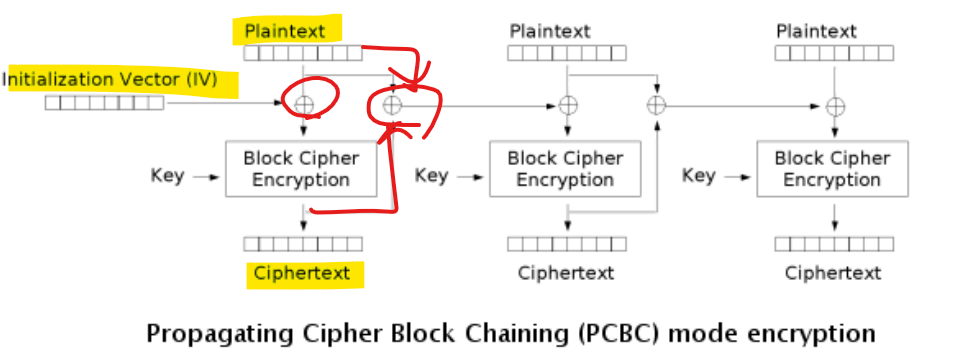 Plaintext Plaintext Plaintext
Initialization Vector (IV)
Key Block Cipher Encryption Key Block Cipher Encryption Key Block Cipher Encryption
Ciphertext Ciphertext Ciphertext
Propagating Cipher Block Chaining (PCBC) mode encryption